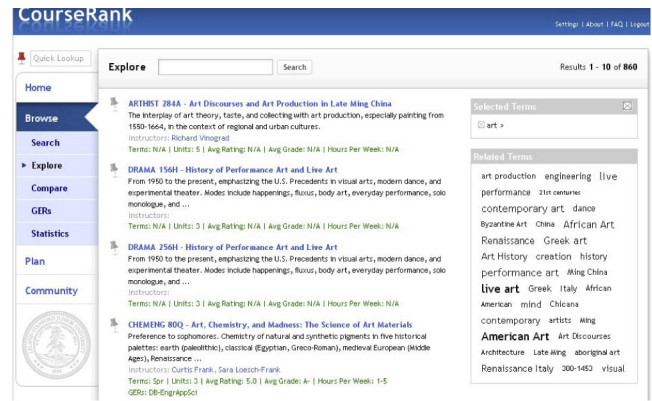 CourseRank
Settings | About | FAQ | Logout
Quick Lookup
Home
Browse
Search
Explore
Compare
GERs
Statistics
Plan
Community
Explore
Search
Results 1 - 10 of 860
ARTHIST 284A - Art Discourses and Art Production in Late Ming China
The interplay of art theory, taste, and collecting with art production, especially painting from
1550-1664, in the context of regional and urban cultures.
Instructors: Richard Vinograd
Terms: N/A | Units: 5 | Avg Rating: N/A | Avg Grade: N/A | Hours Per Week: N/A
DRAMA 156H - History of Performance Art and Live Art
From 1950 to the present, emphasizing the U.S. Precedents in visual arts, modern dance, and
experimental theater. Modes include happenings, fluxus, body art, everyday performance, solo
monologue, and ...
Instructors:
Terms: N/A | Units: 3 | Avg Rating: N/A | Avg Grade: N/A | Hours Per Week: N/A
DRAMA 256H - History of Performance Art and Live Art
From 1950 to the present, emphasizing the U.S. Precedents in visual arts, modern dance, and
experimental theater. Modes include happenings, fluxus, body art, everyday performance, solo
monologue, and ...
Instructors:
Terms: N/A | Units: 3 | Avg Rating: N/A | Avg Grade: N/A | Hours Per Week: N/A
CHEMENG 80Q - Art, Chemistry, and Madness: The Science of Art Materials
Preference to sophomores. Chemistry of natural and synthetic pigments in five historical
palettes: earth (paleolithic), classical (Egyptian, Greco-Roman), medieval European (Middle
Ages), Renaissance ...
Instructors: Curtis Frank, Sara Loesch-Frank
Terms: Spr | Units: 3 | Avg Rating: 5.0 | Avg Grade: A- | Hours Per Week: 1-5
GERs: DB-EngrAppSci
Selected Terms
art »
Related Terms
art production engineering live
performance 21st centuries
contemporary art dance
Byzantine Art China African Art
Renaissance Greek art
Art History creation history
performance art Ming China
live art Greek Italy African
American mind Chicana
contemporary artists Ming
American Art Art Discourses
Architecture Late Ming aboriginal art
Renaissance Italy 300-1453 visual